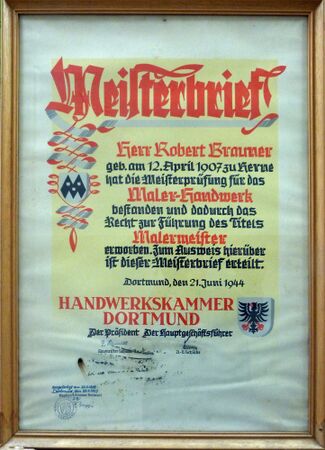 Meisterbrief
Herr Robert Brauner
geb. am 12. April 1907 zu Herne
hat die Meisterprüfung für das
Maler-Handwerk
bestanden und dadurch das
Recht zur Führung des Titels
Malermeister
erworben. Zum Ausweis hierüber
ist dieser Meisterbrief erteilt.
Dortmund, den 21. Juni 1944
HANDWERKSKAMMER
DORTMUND
Der Präsident Der Hauptgeschäftsführer